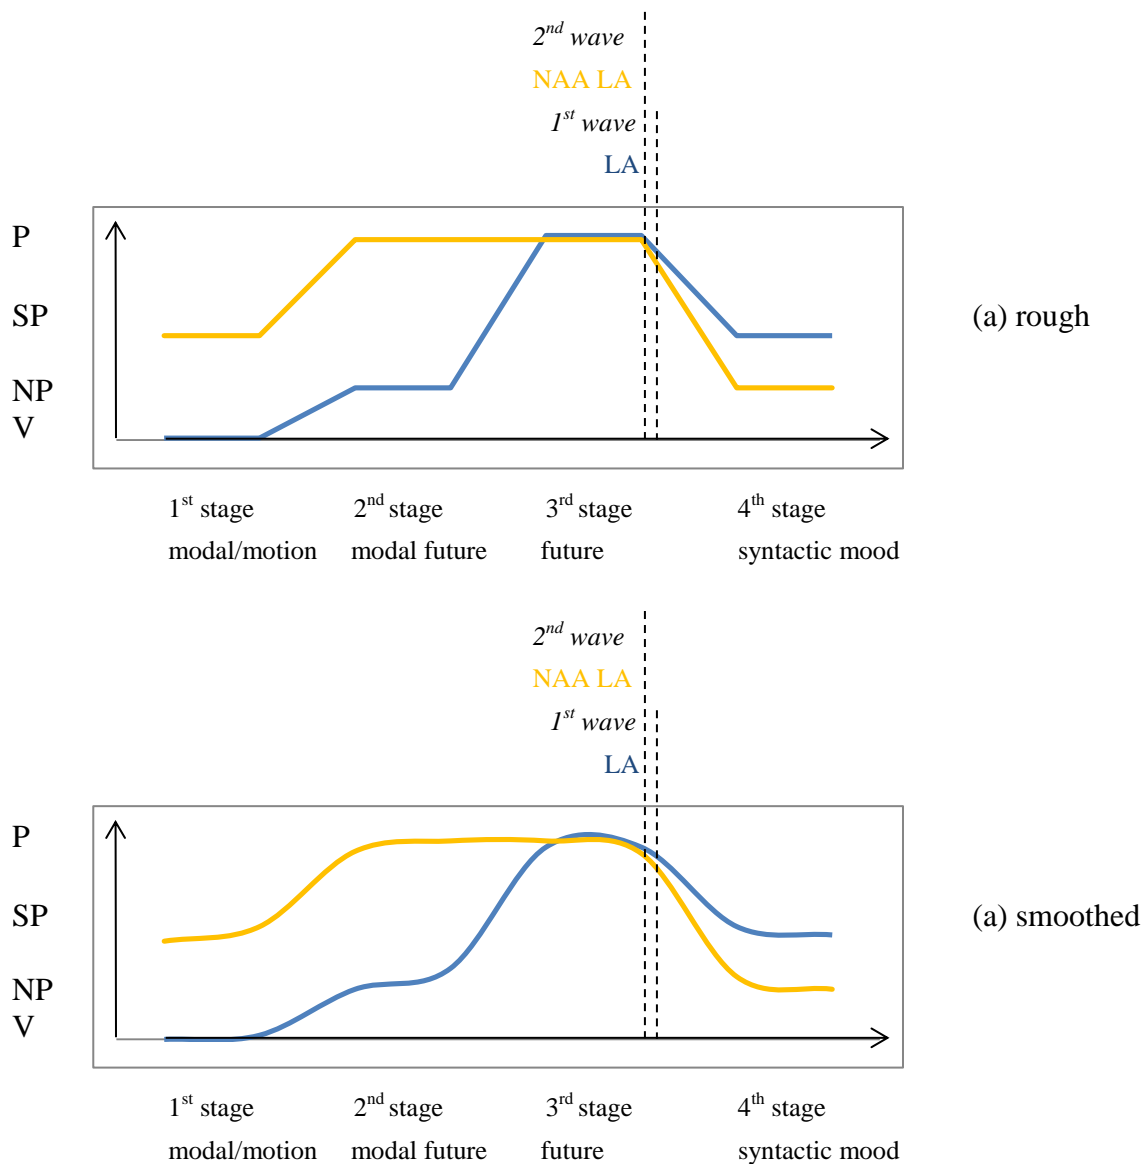 2nd wave
NAA LA
1st wave
LA
P
SP
NP
V
(a) rough
1st stage 2nd stage 3rd stage 4th stage
modal/motion modal future future syntactic mood
2nd wave
NAA LA
1st wave
LA
P
SP
NP
V
(a) smoothed
1st stage 2nd stage 3rd stage 4th stage
modal/motion modal future future syntactic mood